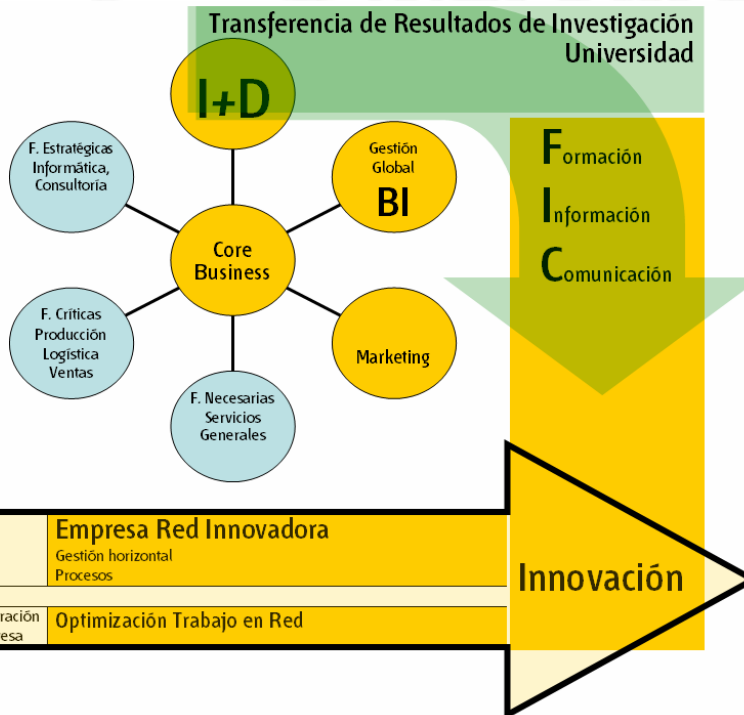 Transferencia de Resultados de Investigación
Universidad
I+D
F. Estratégicas
Informática,
Consultoría
Gestión
Global
BI
Core
Business
F. Críticas
Producción
Logística
Ventas
Marketing
F. Necesarias
Servicios
Generales
Formación
Información
Comunicación
Empresa Red Innovadora
Gestión horizontal
Procesos
Innovación
Optimización Trabajo en Red